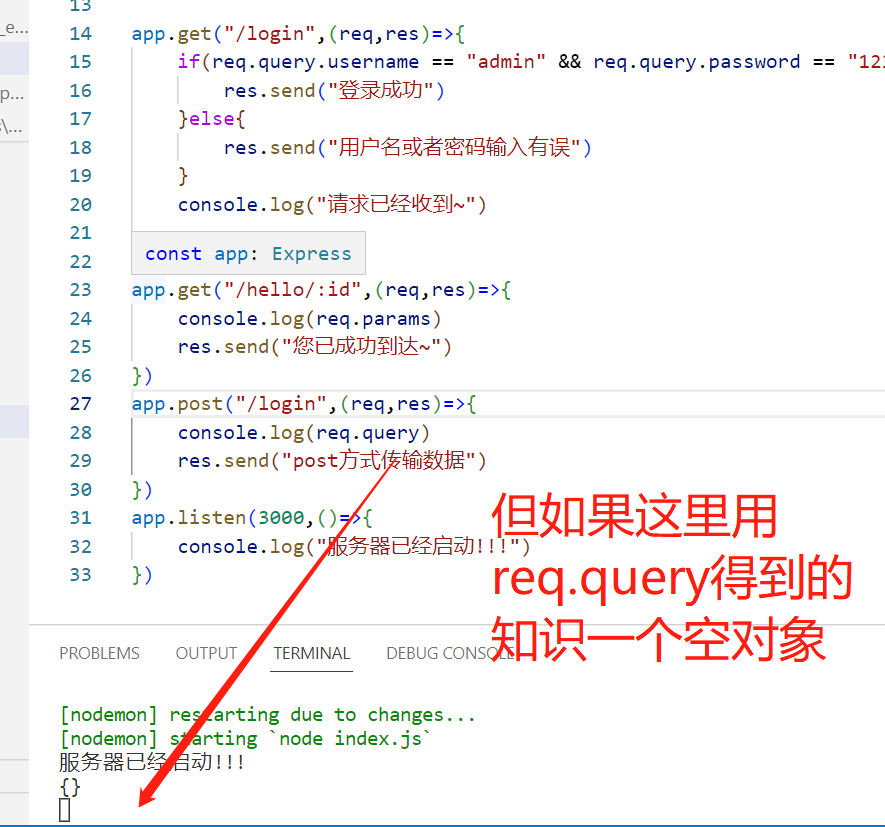 _e...
p...
\...
13
14 app.get("/login",(req,res)=>{
15 if(req.query.username == "admin" && req.query.password == "123
16 res.send("登录成功")
17 }else{
18 res.send("用户名或者密码输入有误")
19 }
20 console.log("请求已经收到~")
21
22 const app: Express
23 app.get("/hello/:id",(req,res)=>{
24 console.log(req.params)
25 res.send("您已成功到达~")
26 })
27 app.post("/login",(req,res)=>{
28 console.log(req.query)
29 res.send("post方式传输数据")
30 })
31 app.listen(3000,()=>{
32 console.log("服务器已经启动!!!")
33 })
但如果这里用
req.query得到的
知识一个空对象
PROBLEMS OUTPUT TERMINAL DEBUG CONSOLE
[nodemon] restarting due to changes...
[nodemon] starting `node index.js`
服务器已经启动!!!
{}